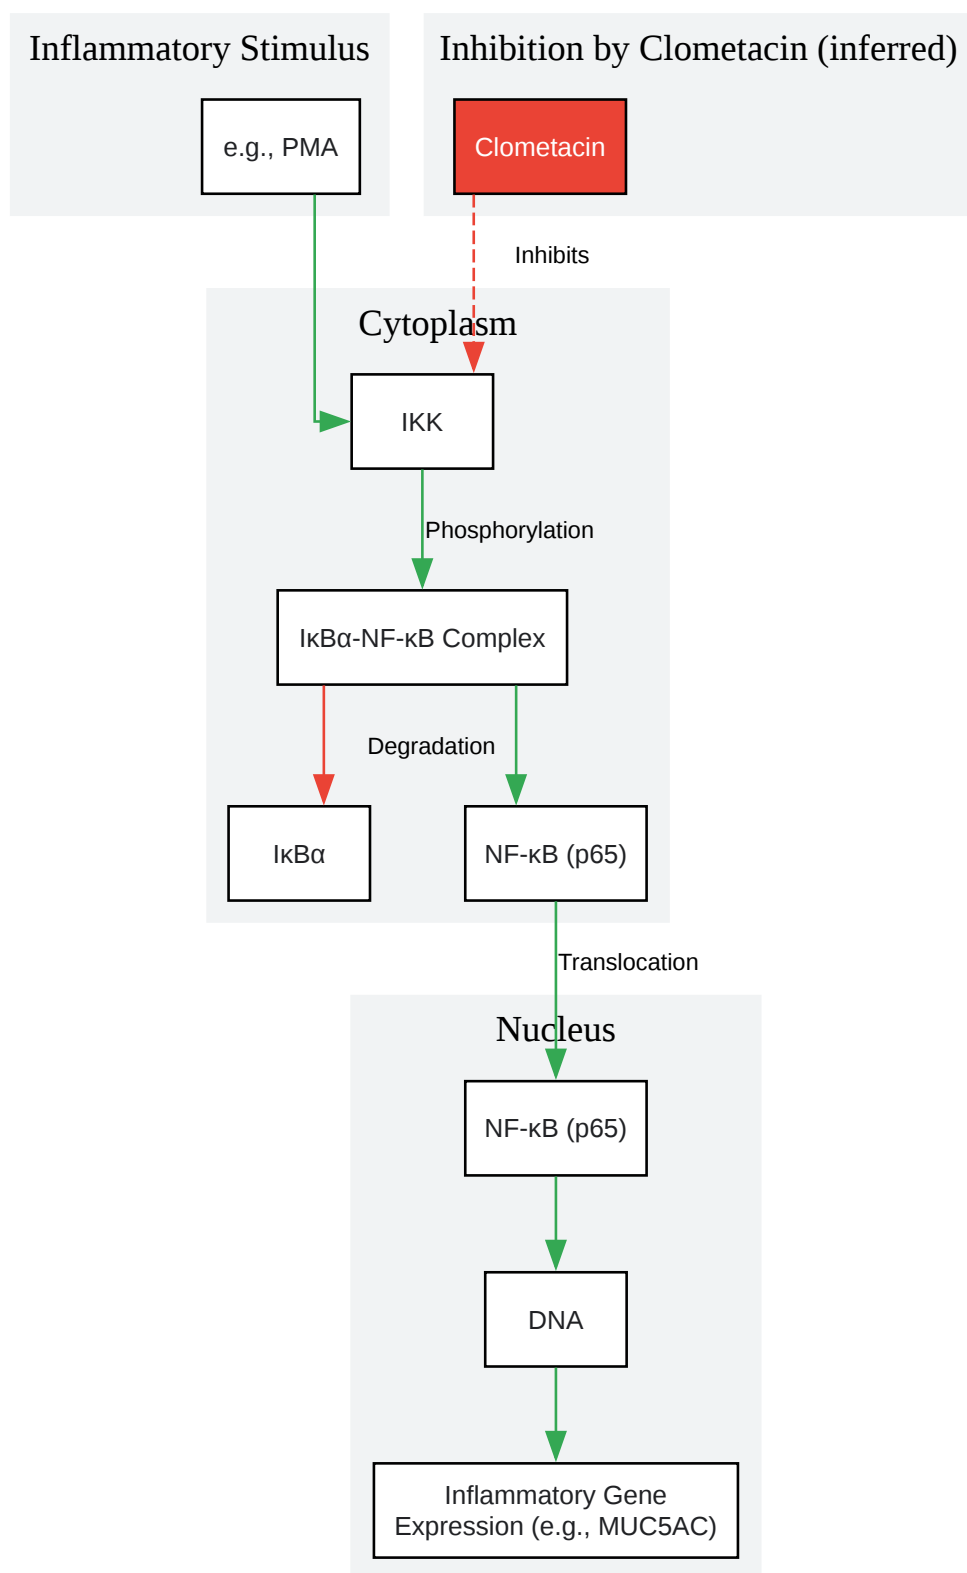 Inflammatory Stimulus
Inhibition by Clometacin (inferred)
e.g., PMA
Clometacin
Inhibits
Cytoplasm
IKK
Phosphorylation
IκBα-NF-κB Complex
Degradation
IκBα
NF-κB (p65)
Translocation
Nucleus
NF-κB (p65)
DNA
Inflammatory Gene
Expression (e.g., MUC5AC)